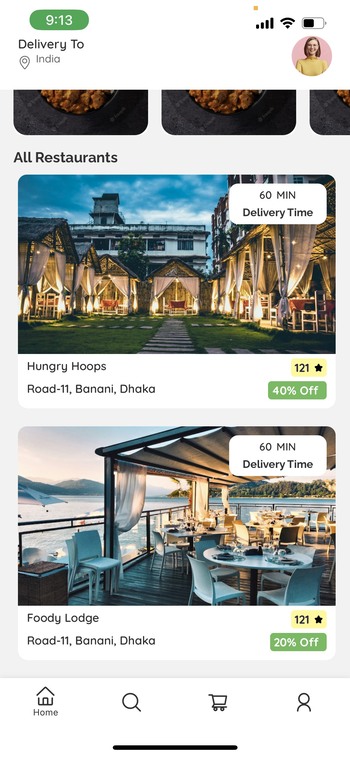 9:13
Delivery To
India
All Restaurants
60 MIN
Delivery Time
Hungry Hoops
121
Road-11, Banani, Dhaka
40% Off
60 MIN
Delivery Time
Foody Lodge
121
Road-11, Banani, Dhaka
20% Off
Home